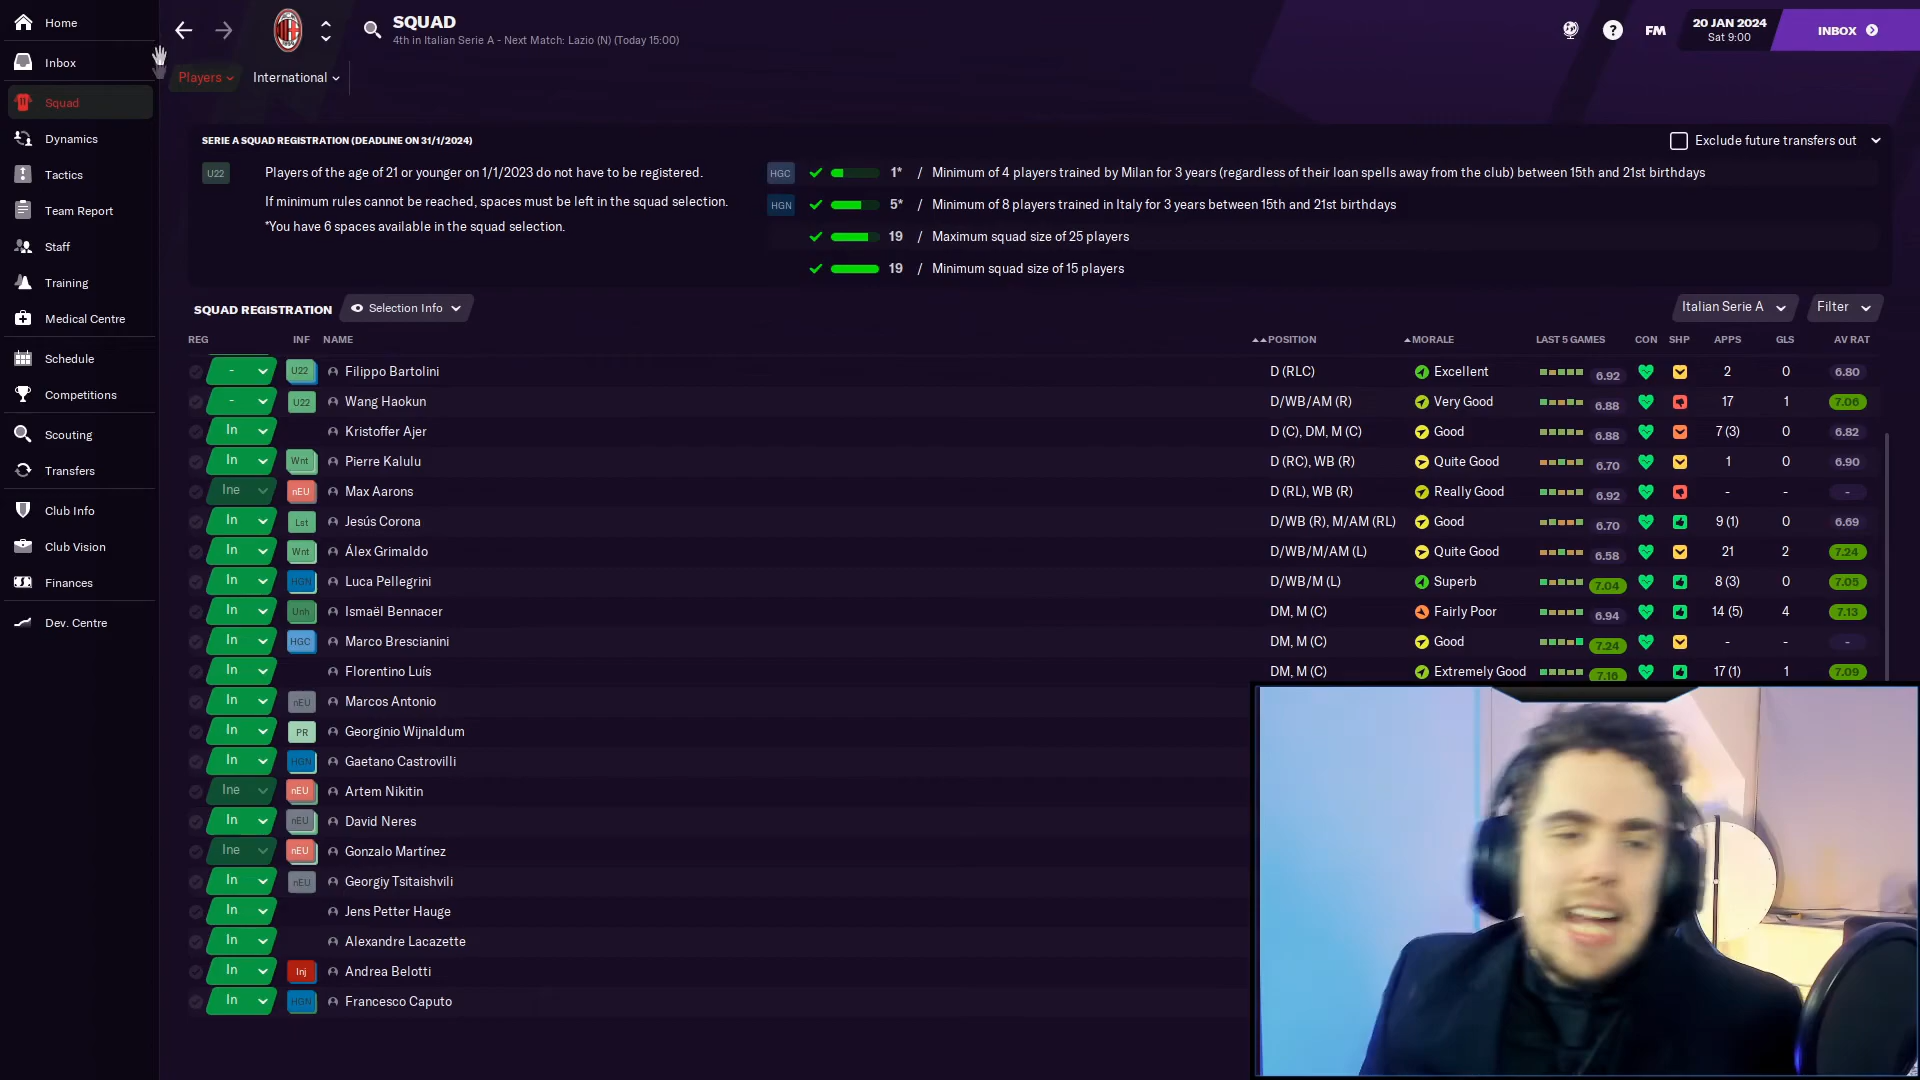 Home
Inbox
Squad
Dynamics
Tactics
Team Report
Staff
Training
Medical Centre
Schedule
Competitions
Scouting
Transfers
Club Info
Club Vision
Finances
Dev. Centre
SQUAD
4th in Italian Serie A - Next Match: Lazio (N) (Today 15:00)
? FM 20 JAN 2024 INBOX
Sat 9:00
Players International
SERIE A SQUAD REGISTRATION (DEADLINE ON 31/1/2024) Exclude future transfers out
U22 Players of the age of 21 or younger on 1/1/2023 do not have to be registered.
If minimum rules cannot be reached, spaces must be left in the squad selection.
*You have 6 spaces available in the squad selection.
HGC 1* / Minimum of 4 players trained by Milan for 3 years (regardless of their loan spells away from the club) between 15th and 21st birthdays
HGN 5* / Minimum of 8 players trained in Italy for 3 years between 15th and 21st birthdays
19 / Maximum squad size of 25 players
19 / Minimum squad size of 15 players
SQUAD REGISTRATION Selection Info Italian Serie A Filter
REG INF NAME POSITION MORALE LAST 5 GAMES CON SHP APPS GLS AV RAT
- U22 Filippo Bartolini D (RLC) Excellent 6.92 2 0 6.80
- U22 Wang Haokun D/WB/AM (R) Very Good 6.88 17 1 7.06
In Kristoffer Ajer D (C), DM, M (C) Good 6.88 7 (3) 0 6.82
In Wnt Pierre Kalulu D (RC), WB (R) Quite Good 6.70 1 0 6.90
Ine nEU Max Aarons D (RL), WB (R) Really Good 6.92 - - -
In Lst Jesús Corona D/WB (R), M/AM (RL) Good 6.70 9 (1) 0 6.69
In Wnt Álex Grimaldo D/WB/M/AM (L) Quite Good 6.58 21 2 7.24
In HGN Luca Pellegrini D/WB/M (L) Superb 7.04 8 (3) 0 7.05
In Unh Ismaël Bennacer DM, M (C) Fairly Poor 6.94 14 (5) 4 7.13
In HGC Marco Brescianini DM, M (C) Good 7.24 - - -
In Florentino Luís DM, M (C) Extremely Good 7.16 17 (1) 1 7.09
In nEU Marcos Antonio
In PR Georginio Wijnaldum
In HGN Gaetano Castrovilli
Ine nEU Artem Nikitin
In nEU David Neres
Ine nEU Gonzalo Martínez
In nEU Georgiy Tsitaishvili
In Jens Petter Hauge
In Alexandre Lacazette
In Inj Andrea Belotti
In HGN Francesco Caputo